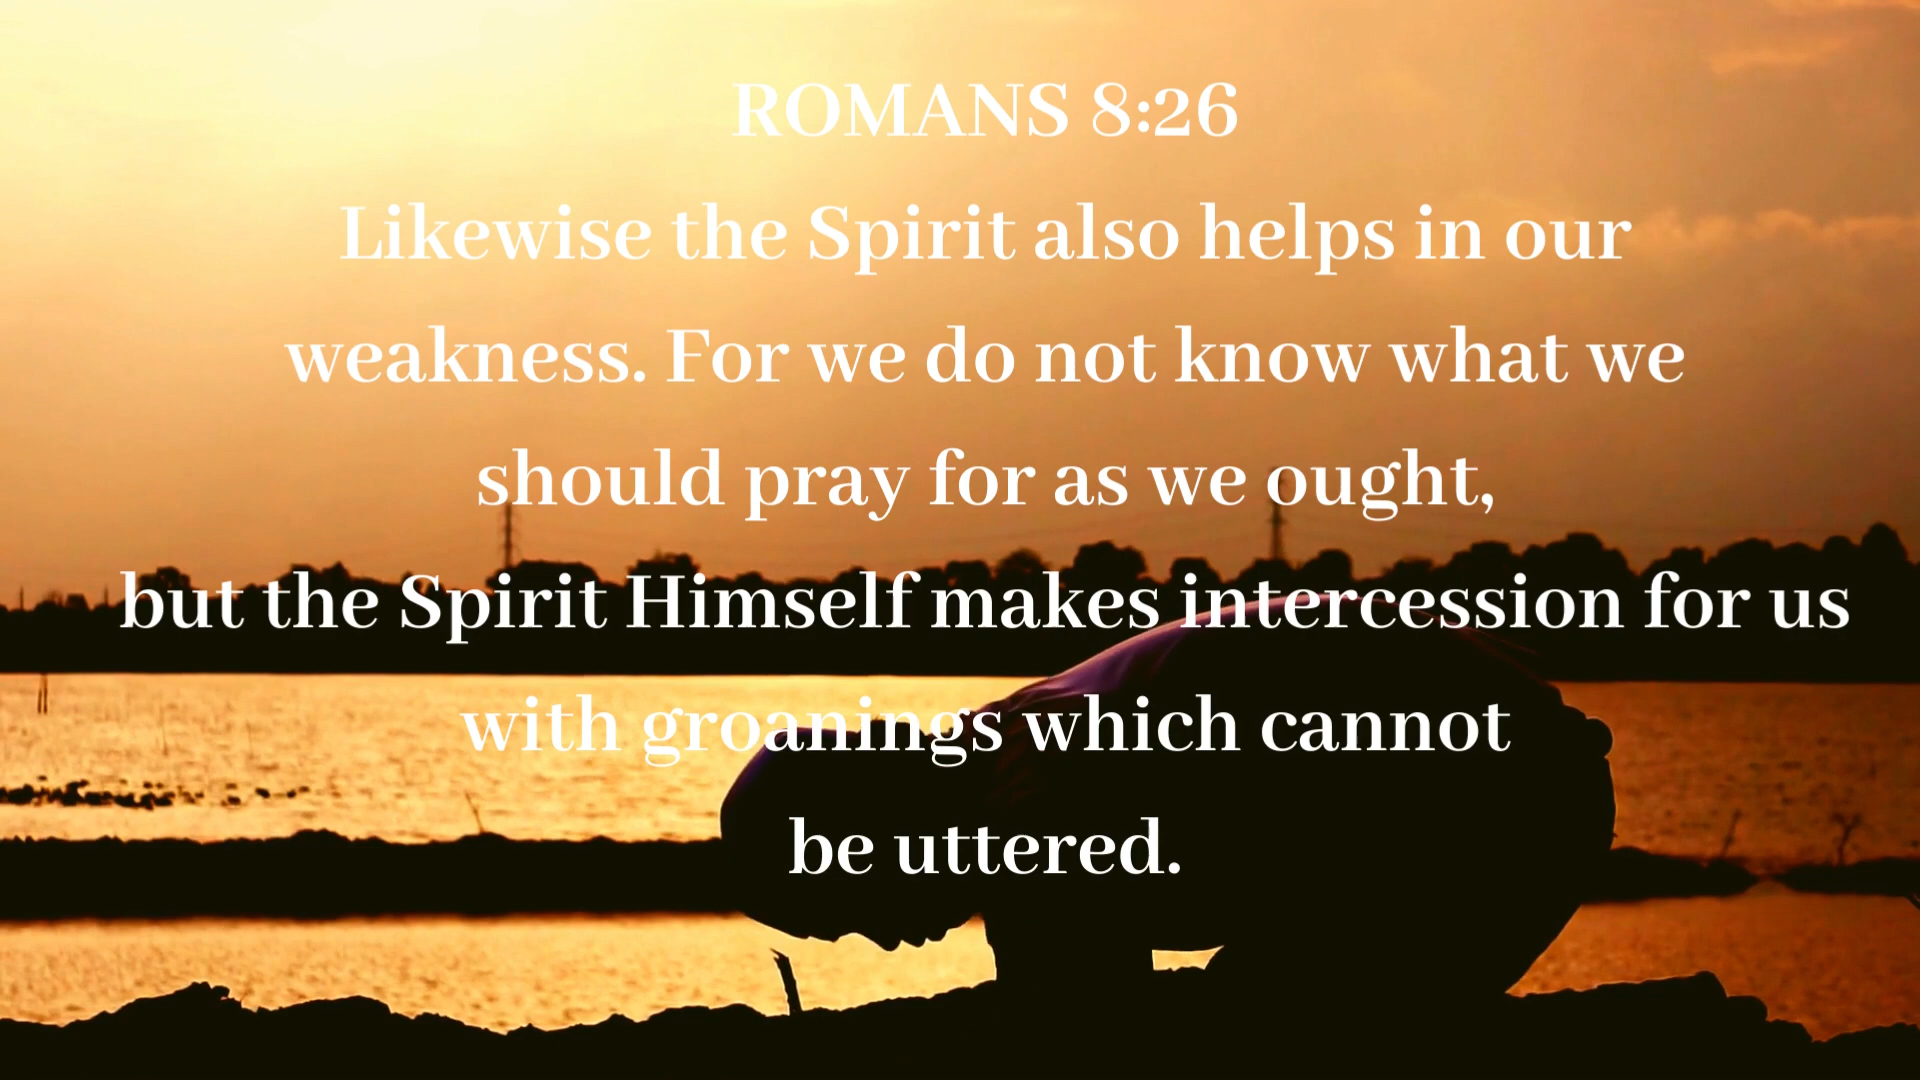 ROMANS 8:26
Likewise the Spirit also helps in our
weakness. For we do not know what we
should pray for as we ought,
but the Spirit Himself makes intercession for us
with groanings which cannot
be uttered.